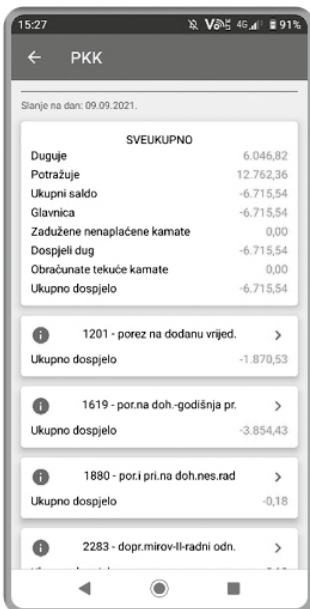 15:27 4G 91%
PKK
Slanje na dan: 09.09.2021.
SVEUKUPNO
Duguje 6.046,82
Potražuje 12.762,36
Ukupni saldo -6.715,54
Glavnica -6.715,54
Zadužene nenaplaćene kamate 0,00
Dospjeli dug -6.715,54
Obračunate tekuće kamate 0,00
Ukupno dospjelo -6.715,54
1201 - porez na dodanu vrijed.
Ukupno dospjelo -1.870,53
1619 - por.na doh.-godišnja pr.
Ukupno dospjelo -3.854,43
1880 - por.i pri.na doh.nes.rad
Ukupno dospjelo -0,18
2283 - dopr.mirov-II-radni odn.